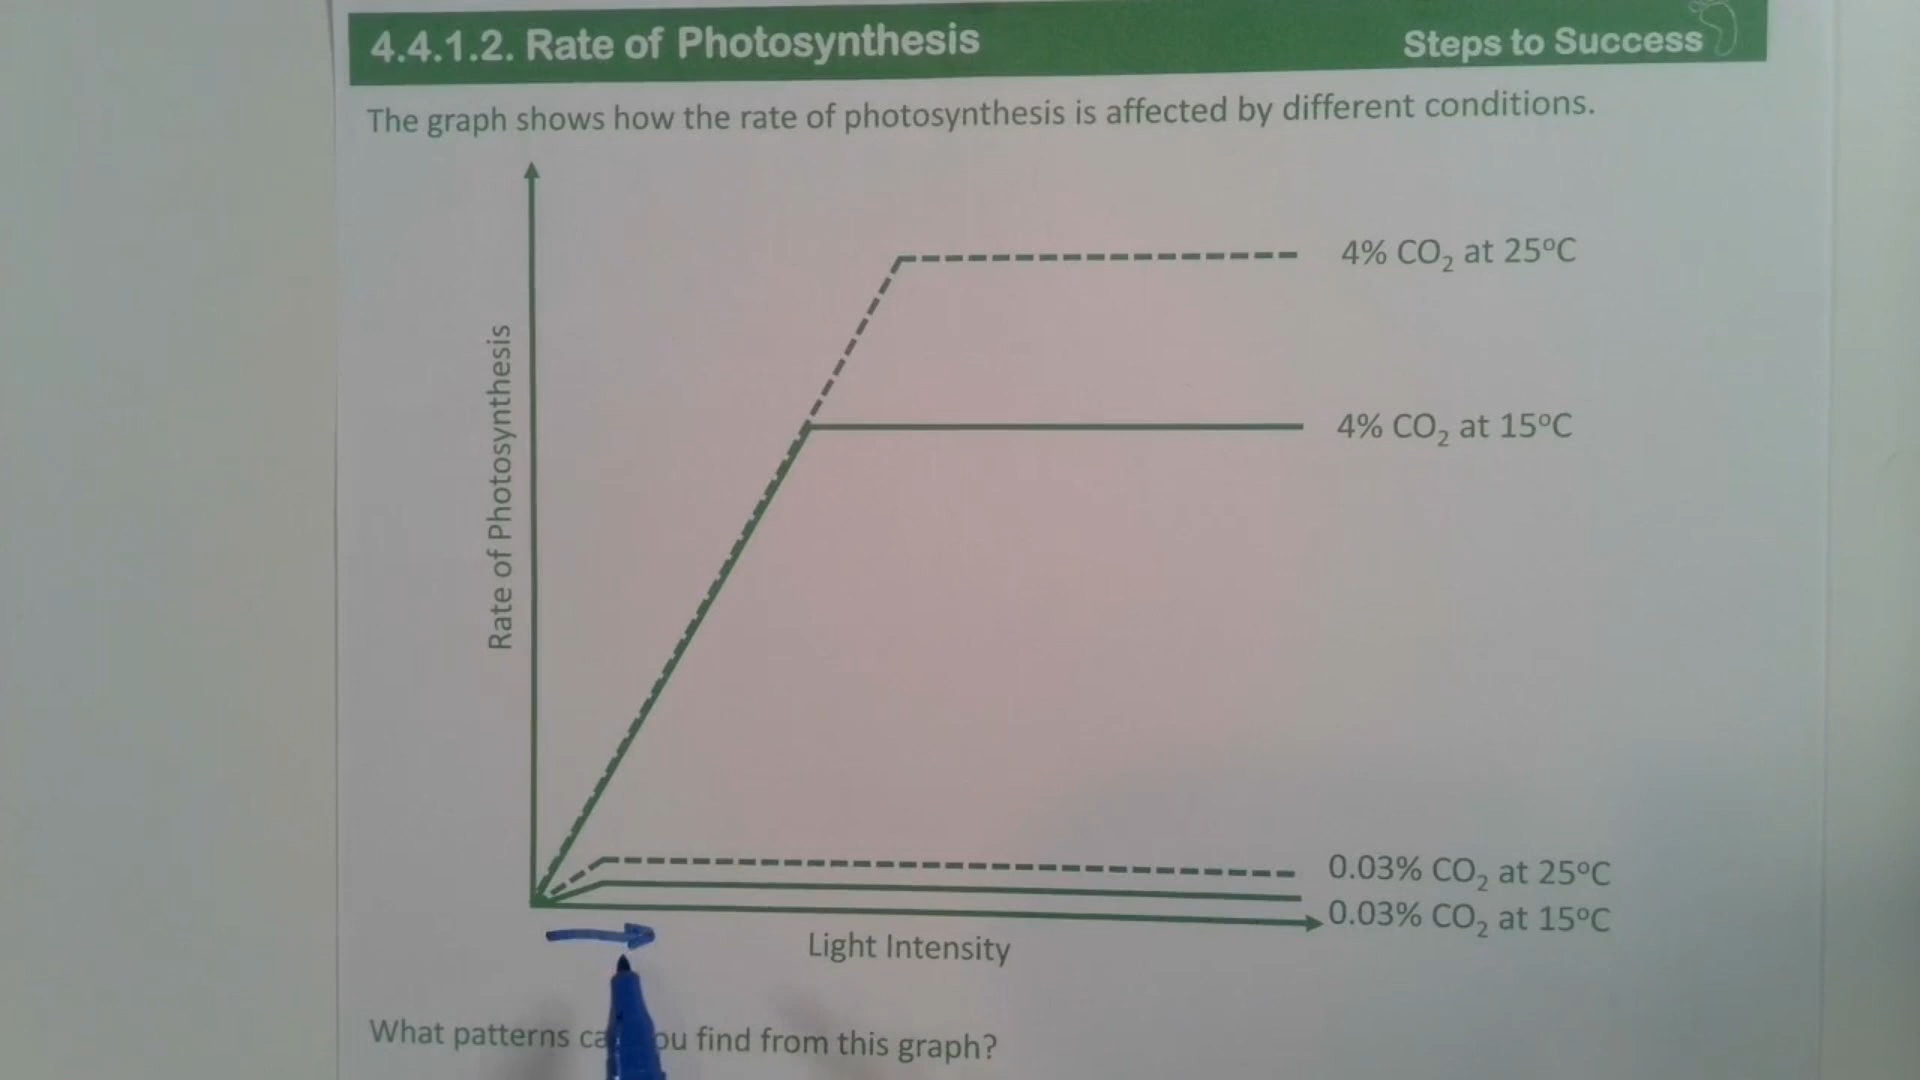 4.4.1.2. Rate of Photosynthesis
Steps to Success
The graph shows how the rate of photosynthesis is affected by different conditions.
Rate of Photosynthesis
4% CO₂ at 25°C
4% CO₂ at 15°C
0.03% CO₂ at 25°C
0.03% CO₂ at 15°C
Light Intensity
What patterns ca ou find from this graph?